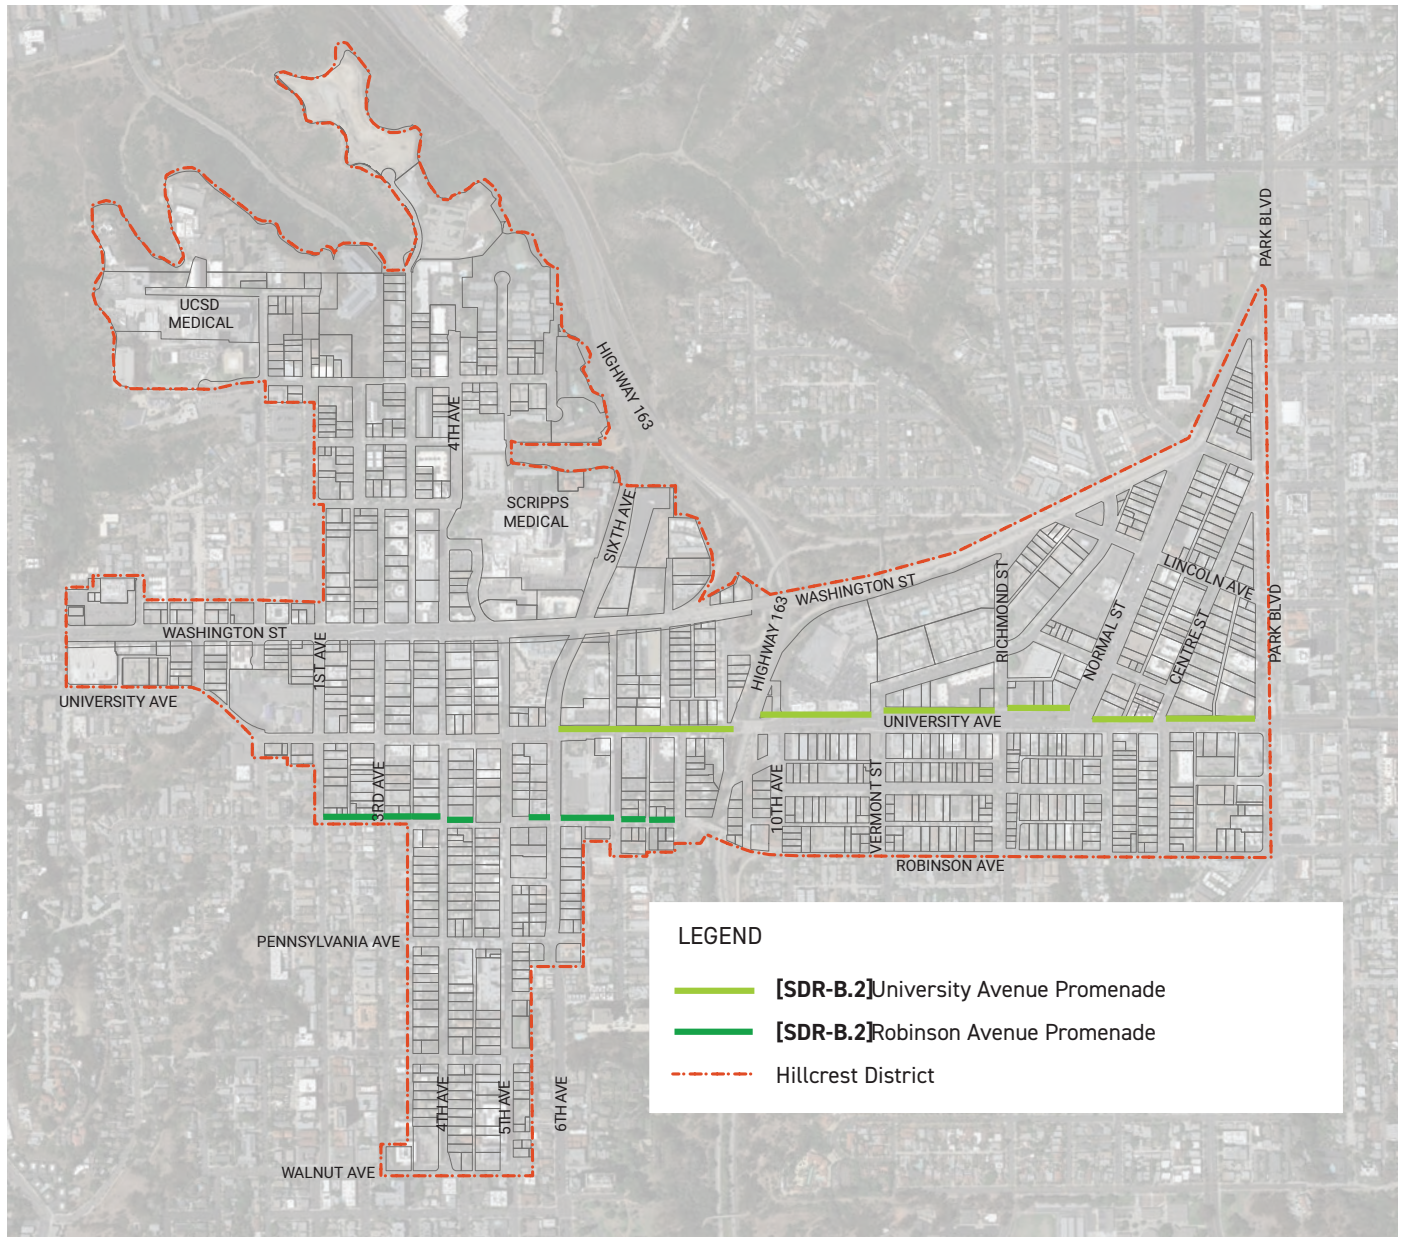 PARK BLVD
UCSD
MEDICAL
HIGHWAY 163
4TH AVE
SCRIPPS
MEDICAL
SIXTH AVE
LINCOLN AVE
WASHINGTON ST
RICHMOND ST
HIGHWAY 163
NORMAL ST
CENTRE ST
PARK BLVD
WASHINGTON ST
1ST AVE
UNIVERSITY AVE
UNIVERSITY AVE
3RD AVE
10TH AVE
VERMONT ST
ROBINSON AVE
PENNSYLVANIA AVE
4TH AVE
5TH AVE
6TH AVE
WALNUT AVE
LEGEND
[SDR-B.2]University Avenue Promenade
[SDR-B.2]Robinson Avenue Promenade
Hillcrest District